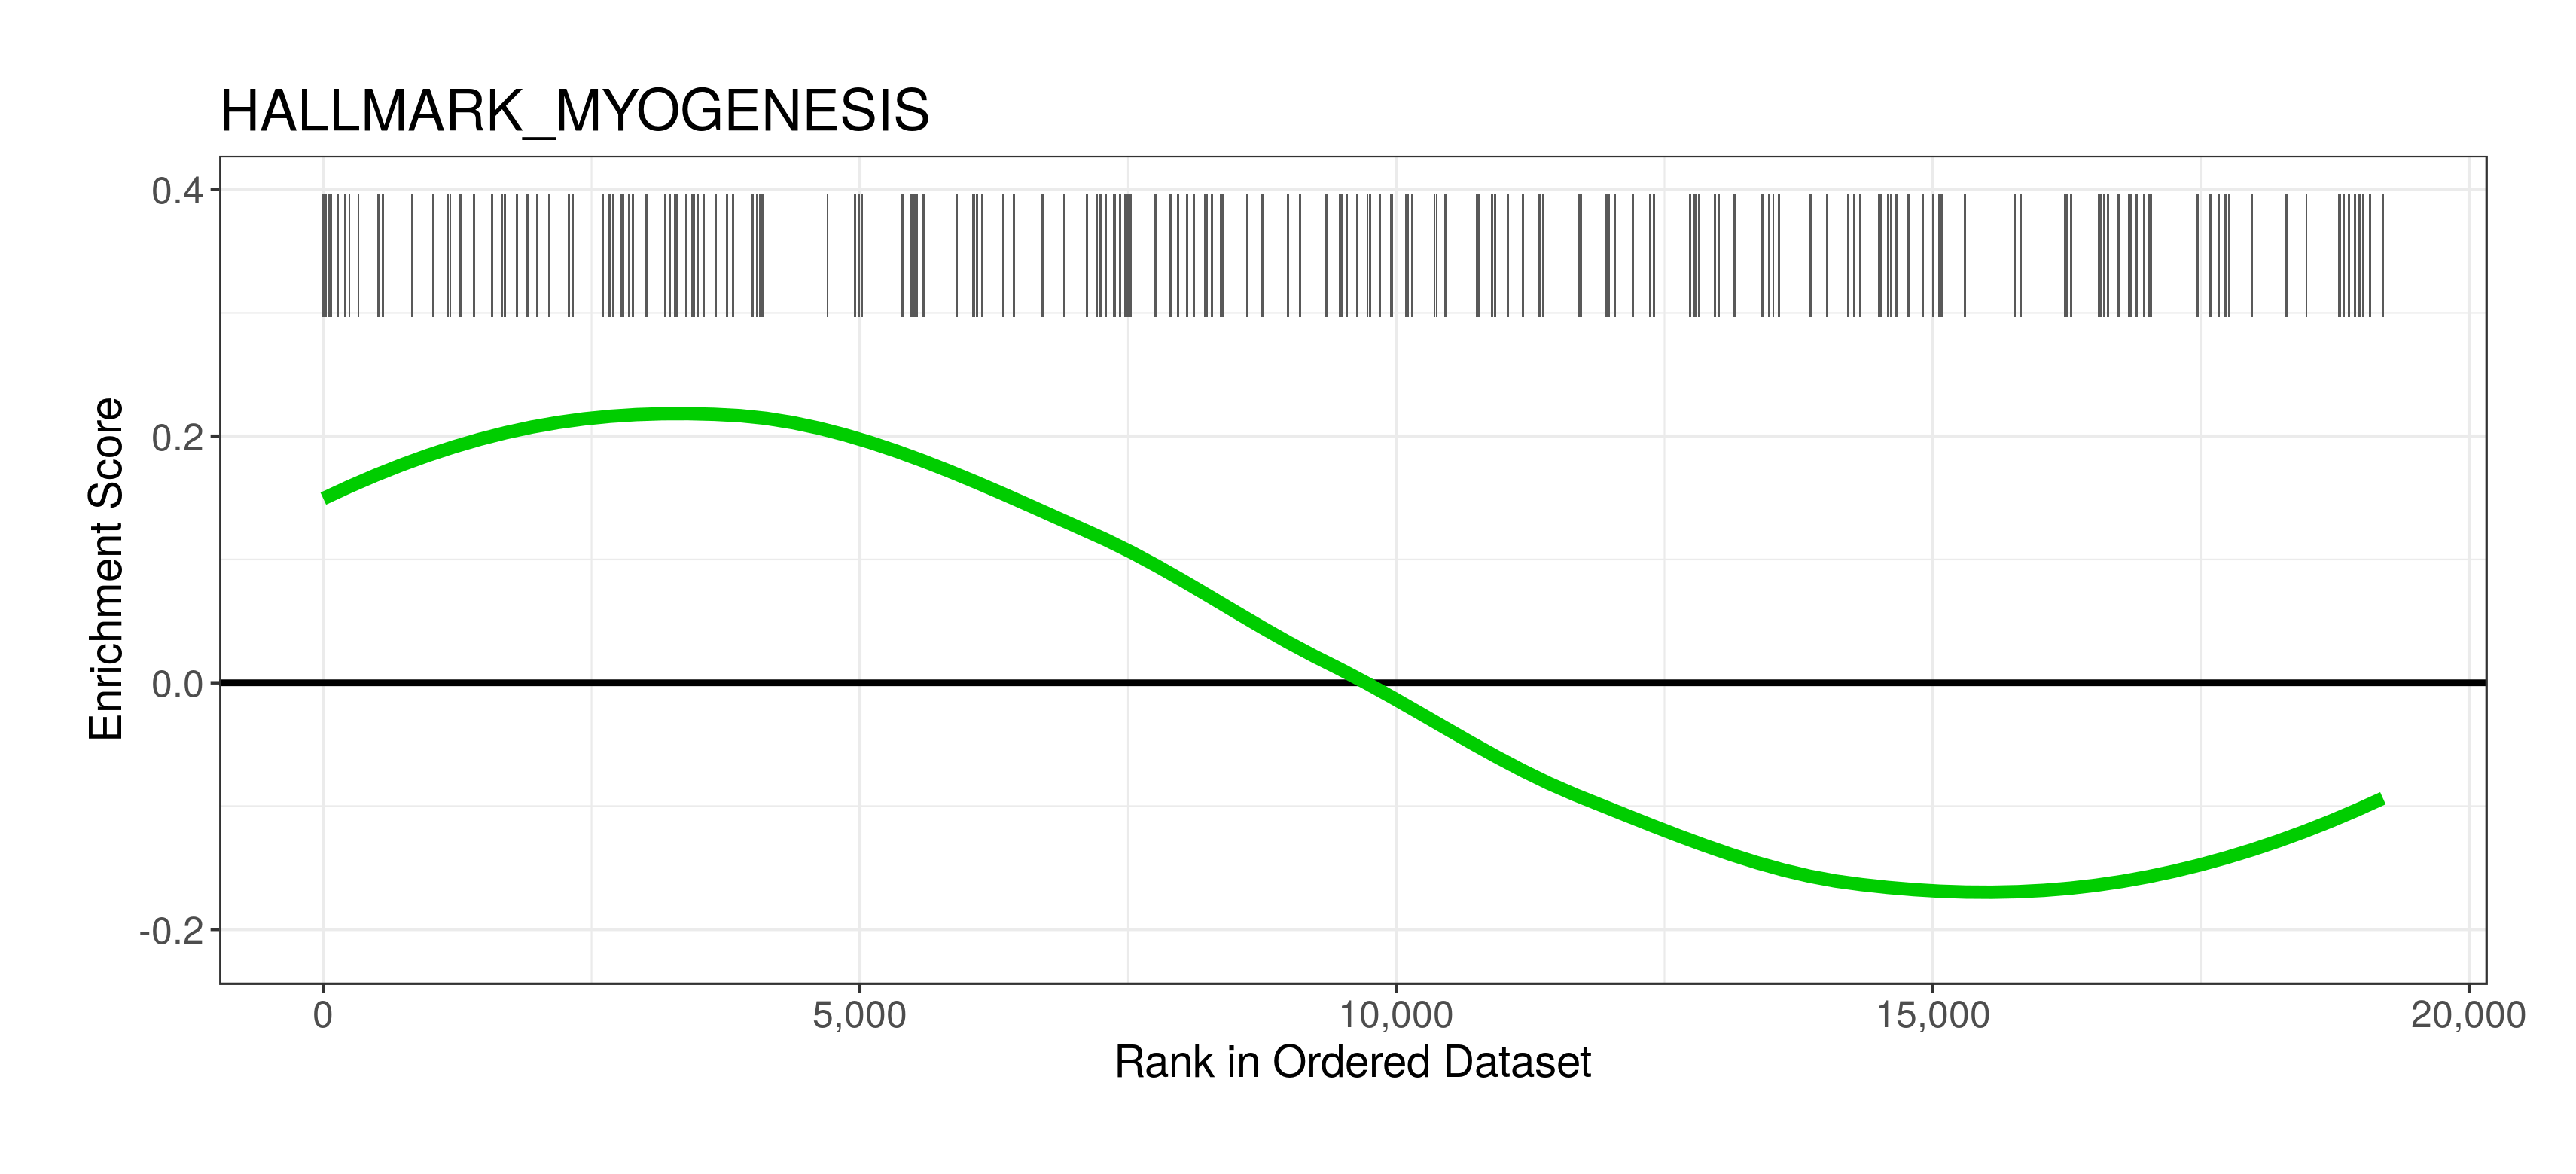 HALLMARK_MYOGENESIS
0.4
0.2
0.0
-0.2
Enrichment Score
0 5,000 10,000 15,000 20,000
Rank in Ordered Dataset